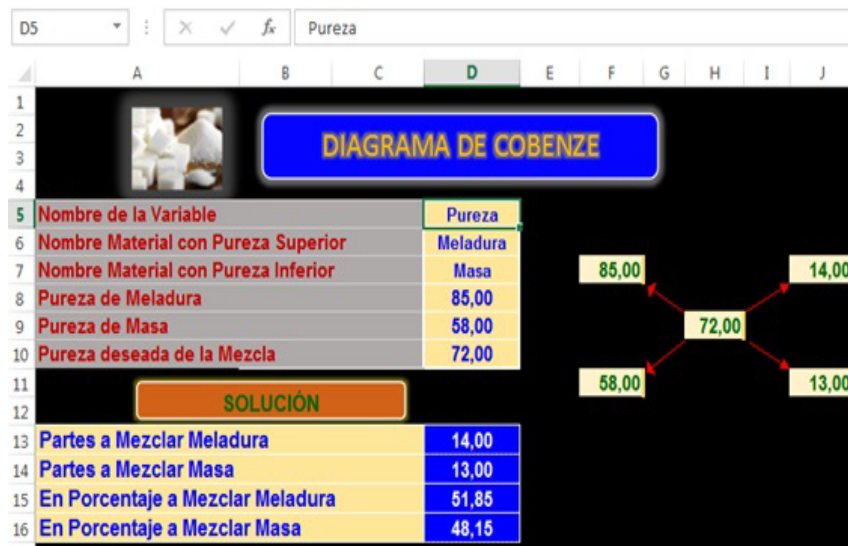 D5 fx Pureza
A B C D E F G H I J
1
2
3
4
DIAGRAMA DE COBENZE
5 Nombre de la Variable Pureza
6 Nombre Material con Pureza Superior Meladura
7 Nombre Material con Pureza Inferior Masa 85,00 14,00
8 Pureza de Meladura 85,00
9 Pureza de Masa 58,00 72,00
10 Pureza deseada de la Mezcla 72,00
11 58,00 13,00
12 SOLUCIÓN
13 Partes a Mezclar Meladura 14,00
14 Partes a Mezclar Masa 13,00
15 En Porcentaje a Mezclar Meladura 51,85
16 En Porcentaje a Mezclar Masa 48,15